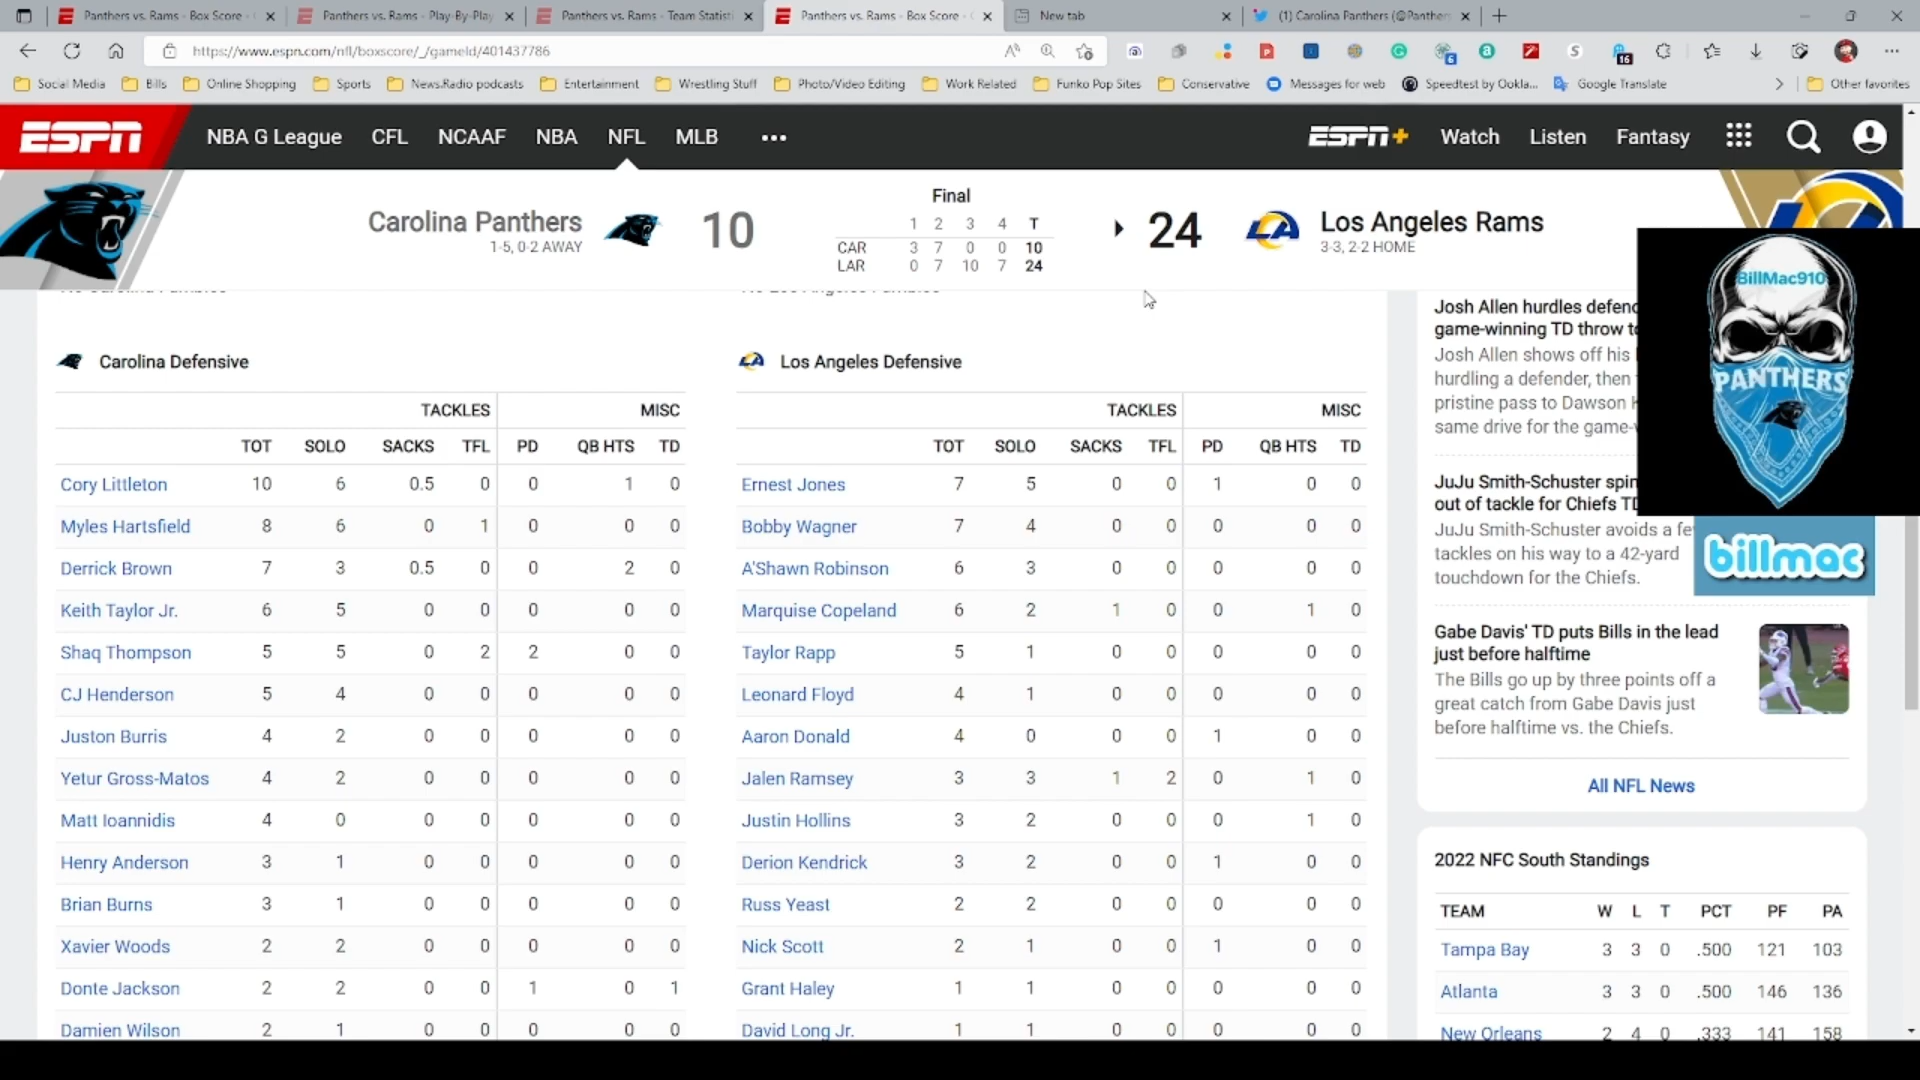 Panthers vs. Rams - Box Score - (
Panthers vs. Rams - Play-By-Play
Panthers vs. Rams - Team Statisti
Panthers vs. Rams - Box Score - (
New tab
(1) Carolina Panthers (@Panther
https://www.espn.com/nfl/boxscore/_/gameId/401437786
6
16
Social Media
Bills
Online Shopping
Sports
News.Radio podcasts
Entertainment
Wrestling Stuff
Photo/Video Editing
Work Related
Funko Pop Sites
Conservative
Messages for web
Speedtest by Ookla...
Google Translate
Other favorites
ESPN NBA G League CFL NCAAF NBA NFL MLB ESPN+ Watch Listen Fantasy
Carolina Panthers
1-5, 0-2 AWAY
10
Final
1 2 3 4 T
CAR 3 7 0 0 10
LAR 0 7 10 7 24
24
LA
Los Angeles Rams
3-3, 2-2 HOME
Carolina Defensive
TACKLES MISC
TOT SOLO SACKS TFL PD QB HTS TD
Cory Littleton 10 6 0.5 0 0 1 0
Myles Hartsfield 8 6 0 1 0 0 0
Derrick Brown 7 3 0.5 0 0 2 0
Keith Taylor Jr. 6 5 0 0 0 0 0
Shaq Thompson 5 5 0 2 2 0 0
CJ Henderson 5 4 0 0 0 0 0
Juston Burris 4 2 0 0 0 0 0
Yetur Gross-Matos 4 2 0 0 0 0 0
Matt Ioannidis 4 0 0 0 0 0 0
Henry Anderson 3 1 0 0 0 0 0
Brian Burns 3 1 0 0 0 0 0
Xavier Woods 2 2 0 0 0 0 0
Donte Jackson 2 2 0 0 1 0 1
Damien Wilson 2 1 0 0 0 0 0
Los Angeles Defensive
TACKLES MISC
TOT SOLO SACKS TFL PD QB HTS TD
Ernest Jones 7 5 0 0 1 0 0
Bobby Wagner 7 4 0 0 0 0 0
A'Shawn Robinson 6 3 0 0 0 0 0
Marquise Copeland 6 2 1 0 0 1 0
Taylor Rapp 5 1 0 0 0 0 0
Leonard Floyd 4 1 0 0 0 0 0
Aaron Donald 4 0 0 0 1 0 0
Jalen Ramsey 3 3 1 2 0 1 0
Justin Hollins 3 2 0 0 0 1 0
Derion Kendrick 3 2 0 0 1 0 0
Russ Yeast 2 2 0 0 0 0 0
Nick Scott 2 1 0 0 1 0 0
Grant Haley 1 1 0 0 0 0 0
David Long Jr. 1 1 0 0 0 0 0
Josh Allen hurdles defend
game-winning TD throw to
Josh Allen shows off his
hurdling a defender, then
pristine pass to Dawson
same drive for the game-
JuJu Smith-Schuster spin
out of tackle for Chiefs TD
JuJu Smith-Schuster avoids a few
tackles on his way to a 42-yard
touchdown for the Chiefs.
Gabe Davis' TD puts Bills in the lead
just before halftime
The Bills go up by three points off a
great catch from Gabe Davis just
before halftime vs. the Chiefs.
All NFL News
2022 NFC South Standings
TEAM W L T PCT PF PA
Tampa Bay 3 3 0 .500 121 103
Atlanta 3 3 0 .500 146 136
New Orleans 2 4 0 .333 141 158
BillMac910
PANTHERS
billmac